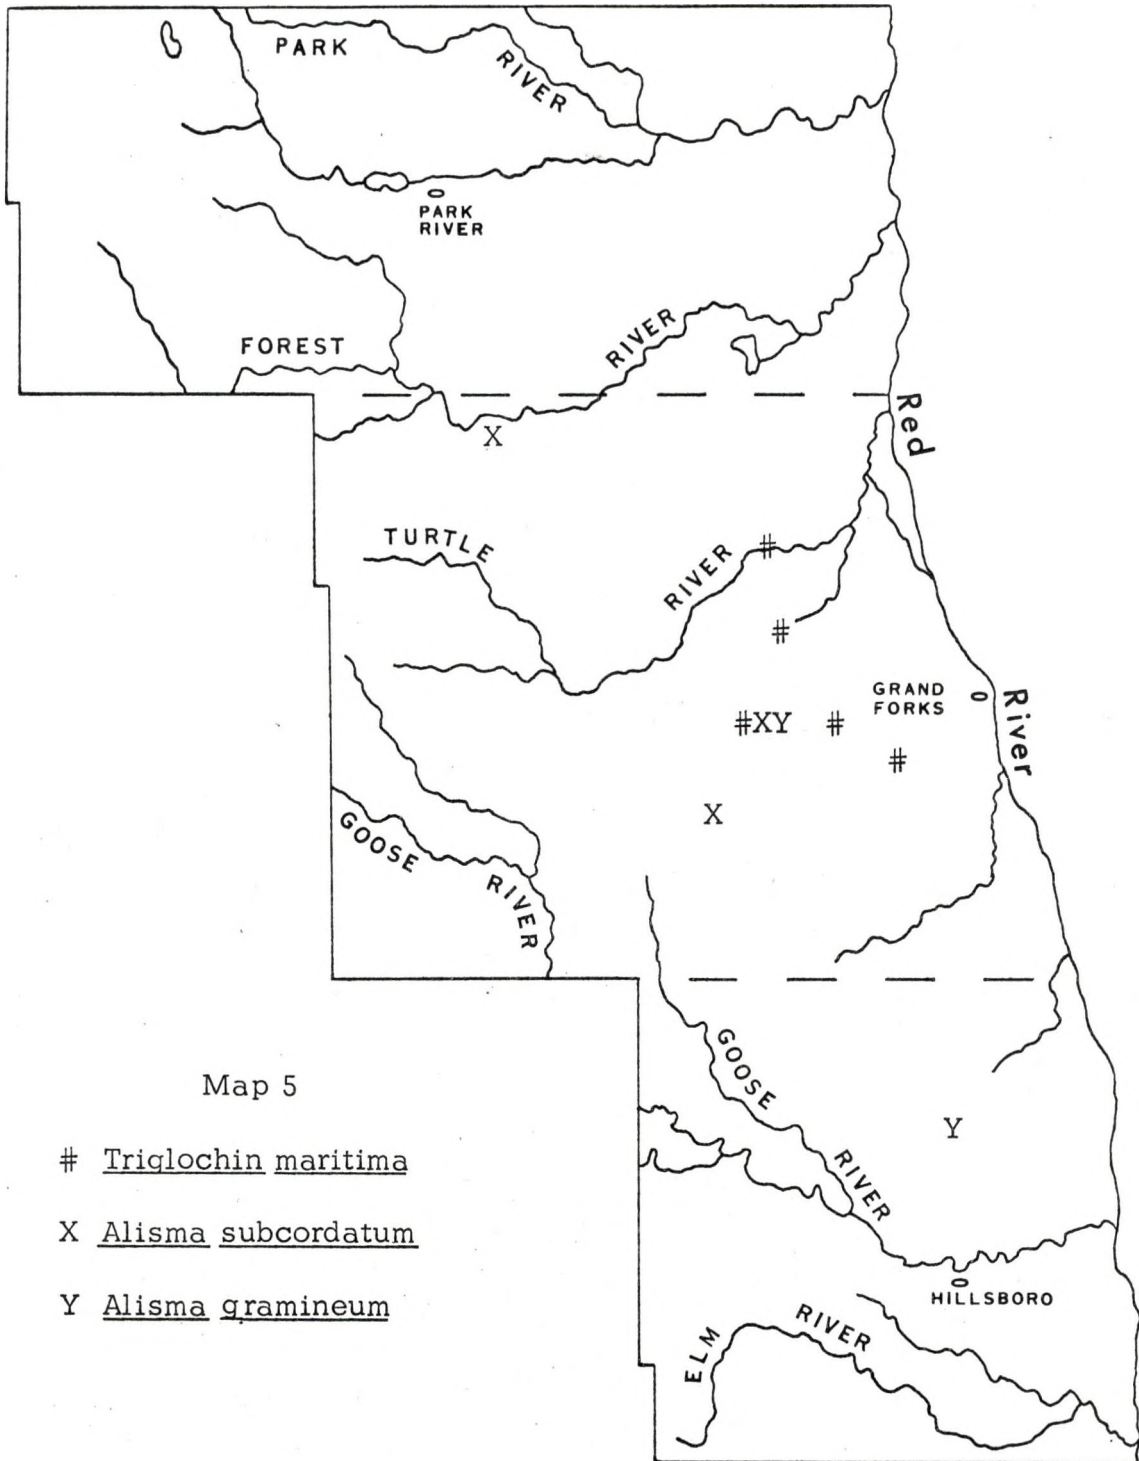 PARK
RIVER
PARK
RIVER
FOREST
RIVER
Red
X
TURTLE
RIVER
#
#
GRAND
FORKS
River
#XY
#
#
X
GOOSE
RIVER
GOOSE
RIVER
Y
HILLSBORO
ELM
RIVER
Map 5
# Triglochin maritima
X Alisma subcordatum
Y Alisma gramineum